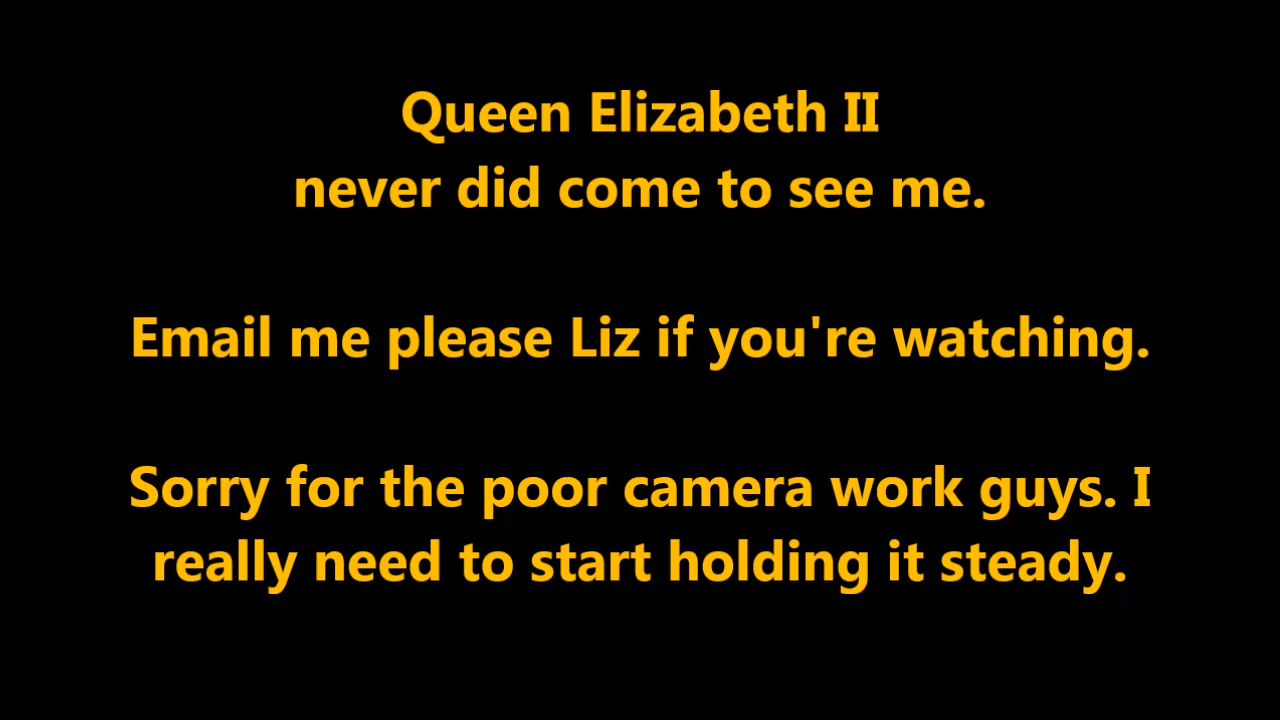 Queen Elizabeth II
never did come to see me.
Email me please Liz if you're watching.
Sorry for the poor camera work guys. I
really need to start holding it steady.